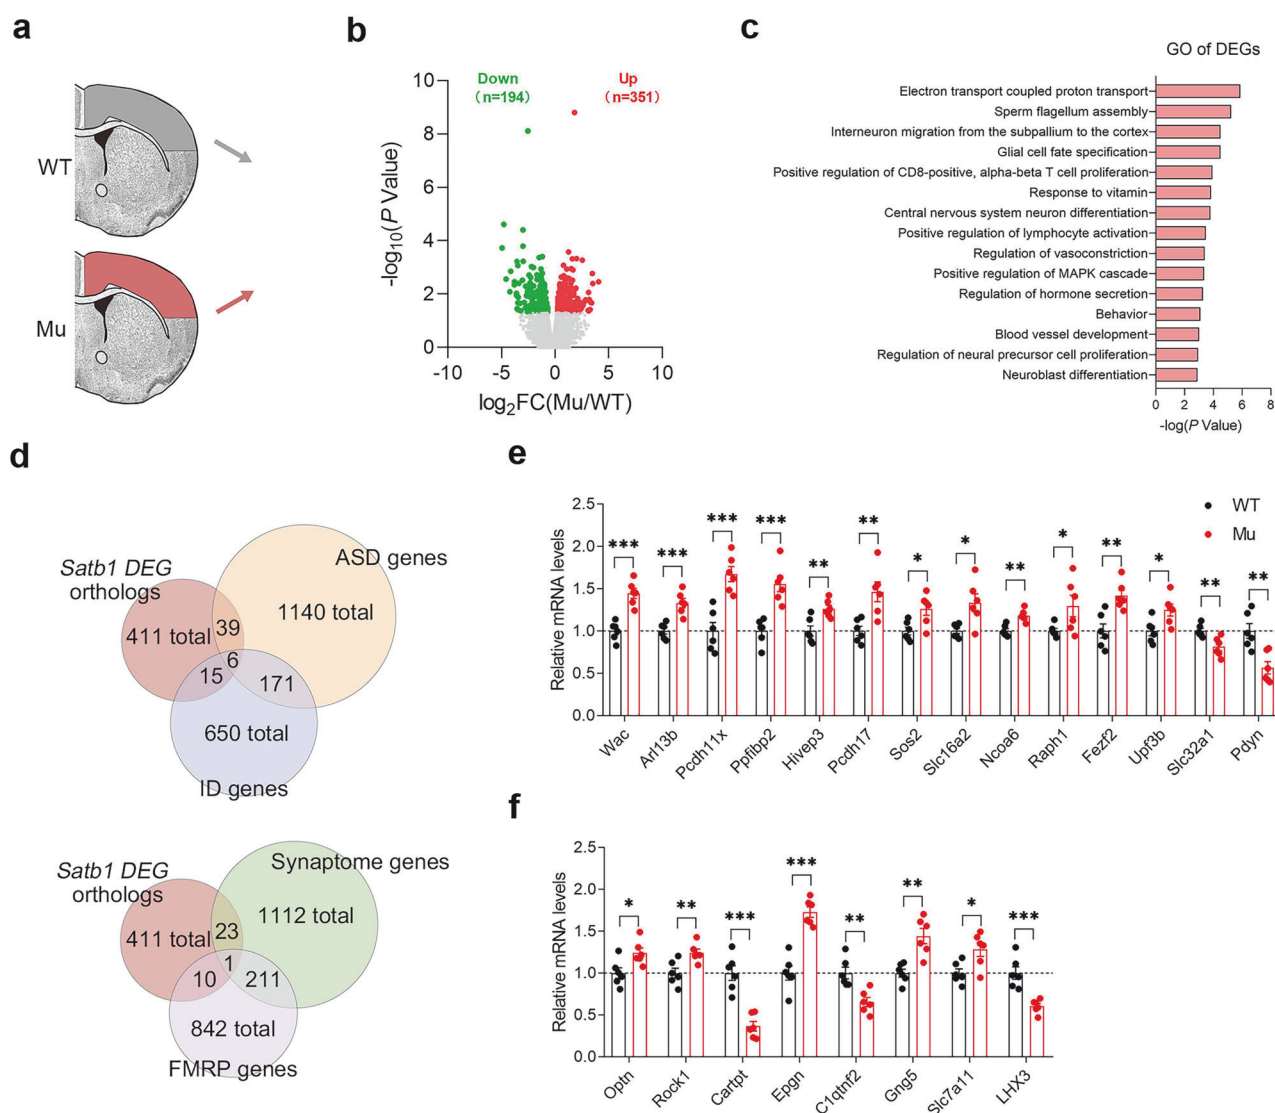 a
WT
Mu
b
Down
(n=194)
Up
(n=351)
-log10(P Value)
10
8
6
4
2
0
-10
-5
0
5
10
log2FC(Mu/WT)
c
GO of DEGs
Electron transport coupled proton transport
Sperm flagellum assembly
Interneuron migration from the subpallium to the cortex
Glial cell fate specification
Positive regulation of CD8-positive, alpha-beta T cell proliferation
Response to vitamin
Central nervous system neuron differentiation
Positive regulation of lymphocyte activation
Regulation of vasoconstriction
Positive regulation of MAPK cascade
Regulation of hormone secretion
Behavior
Blood vessel development
Regulation of neural precursor cell proliferation
Neuroblast differentiation
0 2 4 6 8
-log(P Value)
d
Satb1 DEG
orthologs
ASD genes
411 total
39
1140 total
6
15
171
650 total
ID genes
Satb1 DEG
orthologs
Synaptome genes
411 total
23
1112 total
1
10
211
842 total
FMRP genes
e
Relative mRNA levels
2.5
2.0
1.5
1.0
0.5
0.0
WT
Mu
*** *** *** *** ** ** * * ** * ** * ** **
Wac
Arl13b
Pcdh11x
Ppfibp2
Hivep3
Pcdh17
Sos2
Slc16a2
Ncoa6
Raph1
Fezf2
Upf3b
Slc32a1
Pdyn
f
Relative mRNA levels
2.5
2.0
1.5
1.0
0.5
0.0
* ** *** *** ** ** * ***
Optn
Rock1
Cartpt
Epgn
C1qtnf2
Gng5
Slc7a11
LHX3